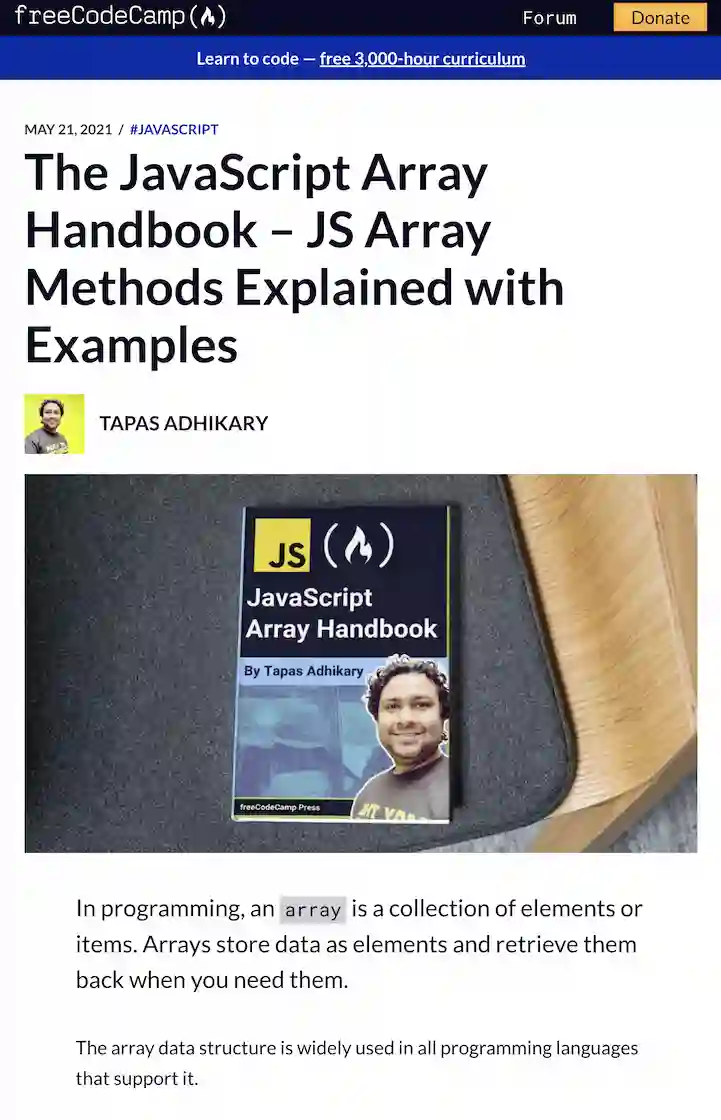 freeCodeCamp(🔥)
Forum
Donate
Learn to code — free 3,000-hour curriculum
MAY 21, 2021 / #JAVASCRIPT
The JavaScript Array
Handbook – JS Array
Methods Explained with
Examples
TAPAS ADHIKARY
JS
JavaScript
Array Handbook
By Tapas Adhikary
freeCodeCamp Press
In programming, an array is a collection of elements or
items. Arrays store data as elements and retrieve them
back when you need them.
The array data structure is widely used in all programming languages
that support it.